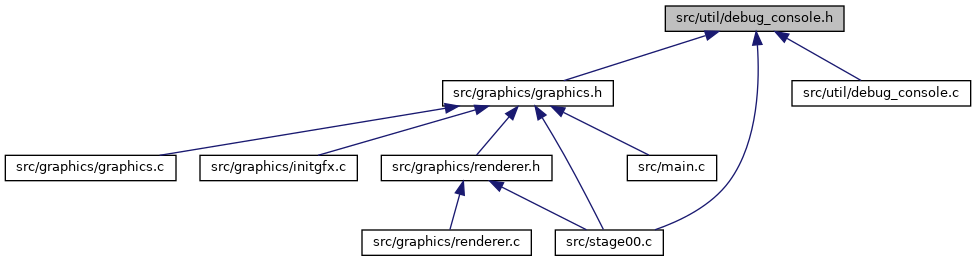 src/util/debug_console.h
src/graphics/graphics.h
src/util/debug_console.c
src/graphics/graphics.c
src/graphics/initgfx.c
src/graphics/renderer.h
src/main.c
src/graphics/renderer.c
src/stage00.c